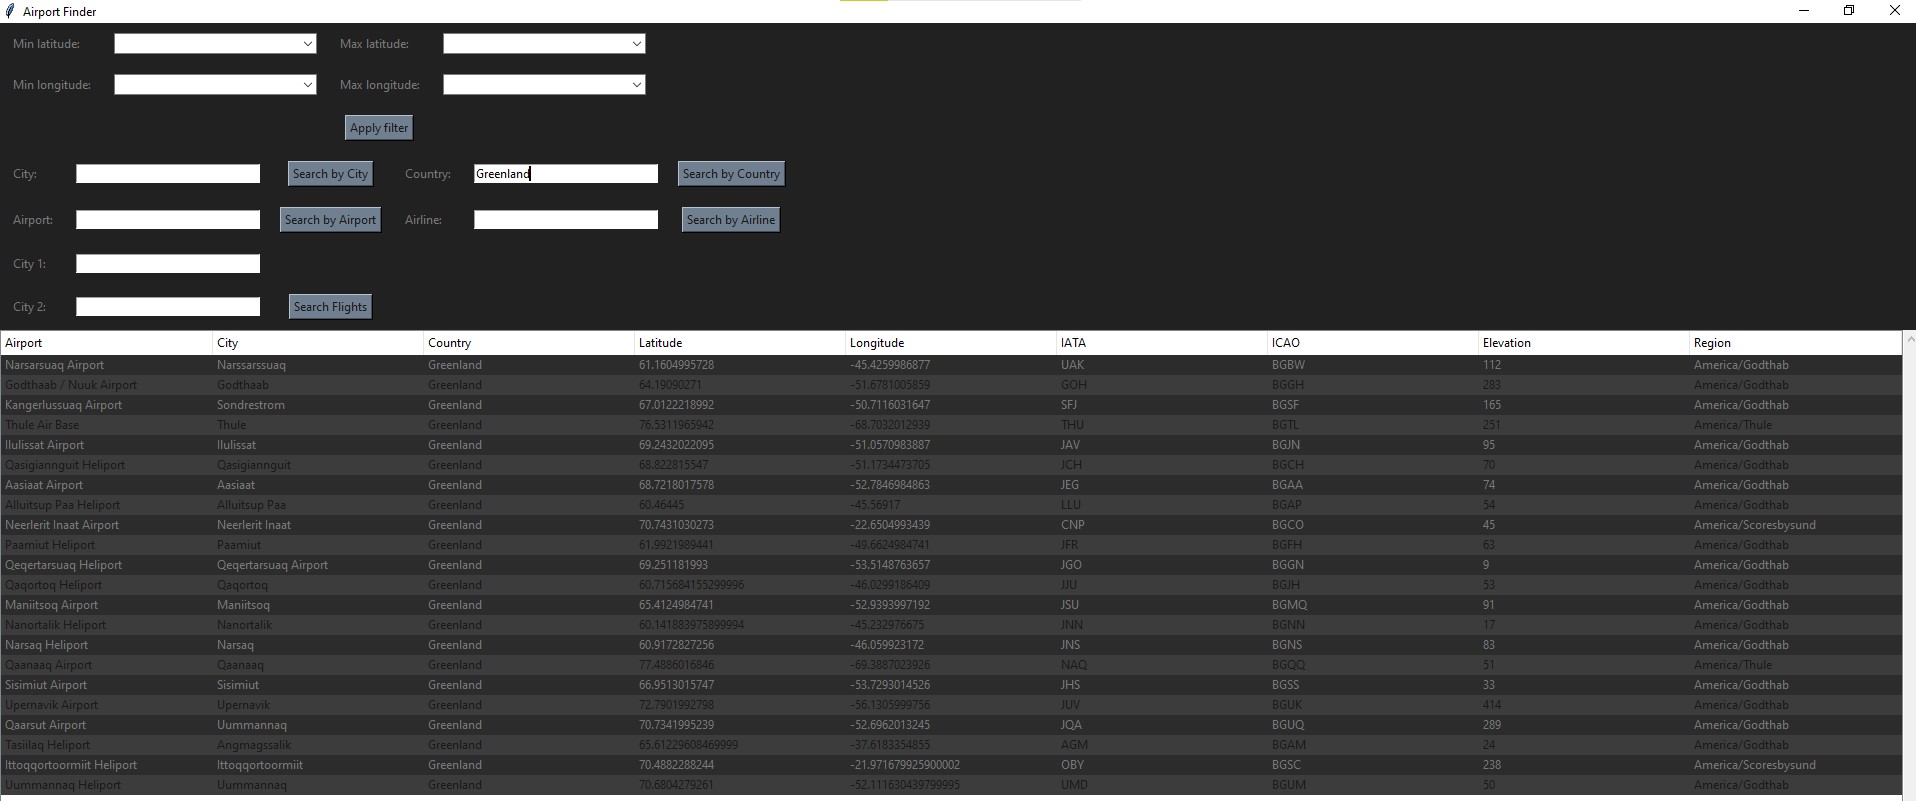 Airport Finder
Min latitude: Max latitude:
Min longitude: Max longitude:
Apply filter
City: Search by City Country: Greenland Search by Country
Airport: Search by Airport Airline: Search by Airline
City 1:
City 2: Search Flights
Airport City Country Latitude Longitude IATA ICAO Elevation Region
Narsarsuaq Airport Narssarssuaq Greenland 61.1604995728 -45.4259986877 UAK BGBW 112 America/Godthab
Godthaab / Nuuk Airport Godthaab Greenland 64.19090271 -51.6781005859 GOH BGGH 283 America/Godthab
Kangerlussuaq Airport Sondrestrom Greenland 67.0122218992 -50.7116031647 SFJ BGSF 165 America/Godthab
Thule Air Base Thule Greenland 76.5311965942 -68.7032012939 THU BGTL 251 America/Thule
Ilulissat Airport Ilulissat Greenland 69.2432022095 -51.0570983887 JAV BGJN 95 America/Godthab
Qasigiannguit Heliport Qasigiannguit Greenland 68.822815547 -51.1734473705 JCH BGCH 70 America/Godthab
Aasiaat Airport Aasiaat Greenland 68.7218017578 -52.7846984863 JEG BGAA 74 America/Godthab
Alluitsup Paa Heliport Alluitsup Paa Greenland 60.46445 -45.56917 LLU BGAP 54 America/Godthab
Neerlerit Inaat Airport Neerlerit Inaat Greenland 70.7431030273 -22.6504993439 CNP BGCO 45 America/Scoresbysund
Paamiut Heliport Paamiut Greenland 61.9921989441 -49.6624984741 JFR BGFH 63 America/Godthab
Qeqertarsuaq Heliport Qeqertarsuaq Airport Greenland 69.251181993 -53.5148763657 JGO BGGN 9 America/Godthab
Qaqortoq Heliport Qaqortoq Greenland 60.715684155299996 -46.0299186409 JJU BGJH 53 America/Godthab
Maniitsoq Airport Maniitsoq Greenland 65.4124984741 -52.9393997192 JSU BGMQ 91 America/Godthab
Nanortalik Heliport Nanortalik Greenland 60.141883975899994 -45.232976675 JNN BGNN 17 America/Godthab
Narsaq Heliport Narsaq Greenland 60.9172827256 -46.059923172 JNS BGNS 83 America/Godthab
Qaanaaq Airport Qaanaaq Greenland 77.4886016846 -69.3887023926 NAQ BGQQ 51 America/Thule
Sisimiut Airport Sisimiut Greenland 66.9513015747 -53.7293014526 JHS BGSS 33 America/Godthab
Upernavik Airport Upernavik Greenland 72.7901992798 -56.1305999756 JUV BGUK 414 America/Godthab
Qaarsut Airport Uummannaq Greenland 70.7341995239 -52.6962013245 JQA BGUQ 289 America/Godthab
Tasiilaq Heliport Angmagssalik Greenland 65.61229608469999 -37.6183354855 AGM BGAM 24 America/Godthab
Ittoqqortoormiit Heliport Ittoqqortoormiit Greenland 70.4882288244 -21.971679925900002 OBY BGSC 238 America/Scoresbysund
Uummannaq Heliport Uummannaq Greenland 70.6804279261 -52.111630439799995 UMD BGUM 50 America/Godthab